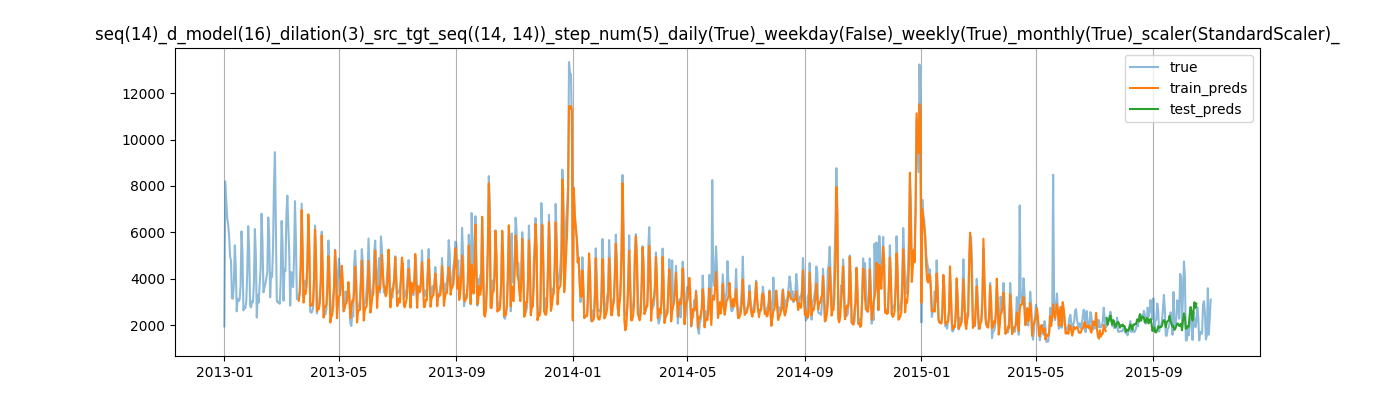 seq(14)_d_model(16)_dilation(3)_src_tgt_seq((14, 14))_step_num(5)_daily(True)_weekday(False)_weekly(True)_monthly(True)_scaler(StandardScaler)_
true
train_preds
test_preds
12000
10000
8000
6000
4000
2000
2013-01 2013-05 2013-09 2014-01 2014-05 2014-09 2015-01 2015-05 2015-09